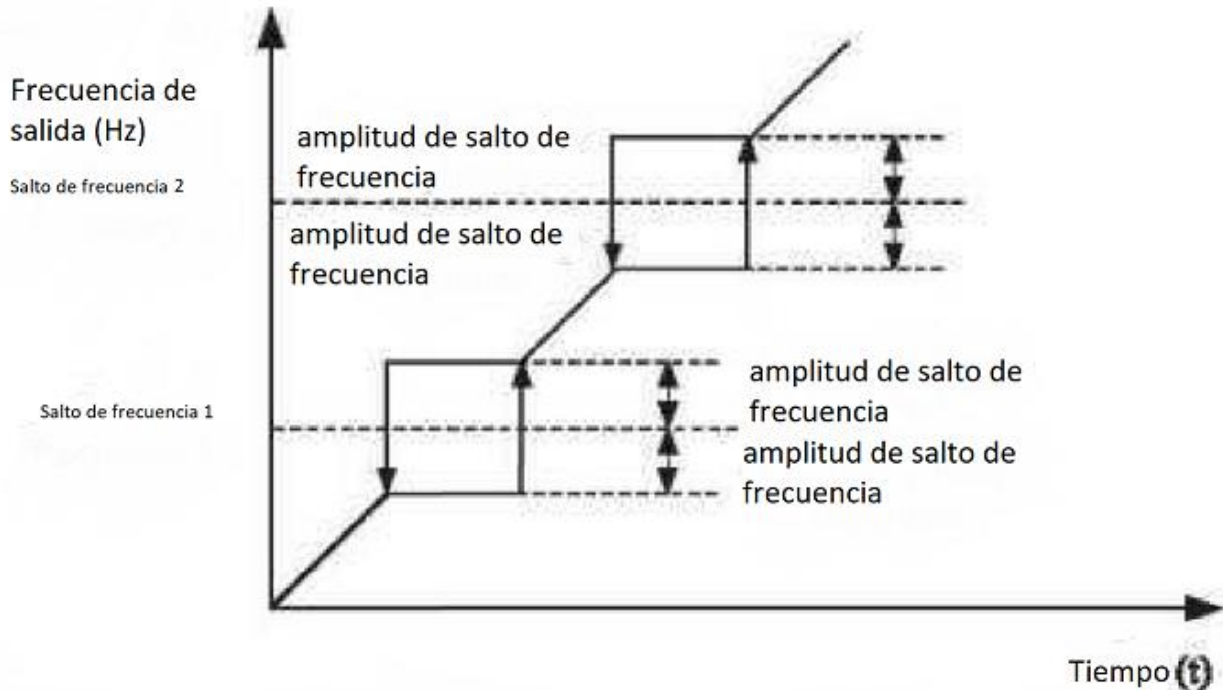 Frecuencia de
salida (Hz)
amplitud de salto de
frecuencia
Salto de frecuencia 2
amplitud de salto de
frecuencia
amplitud de salto de
frecuencia
Salto de frecuencia 1
amplitud de salto de
frecuencia
Tiempo (t)